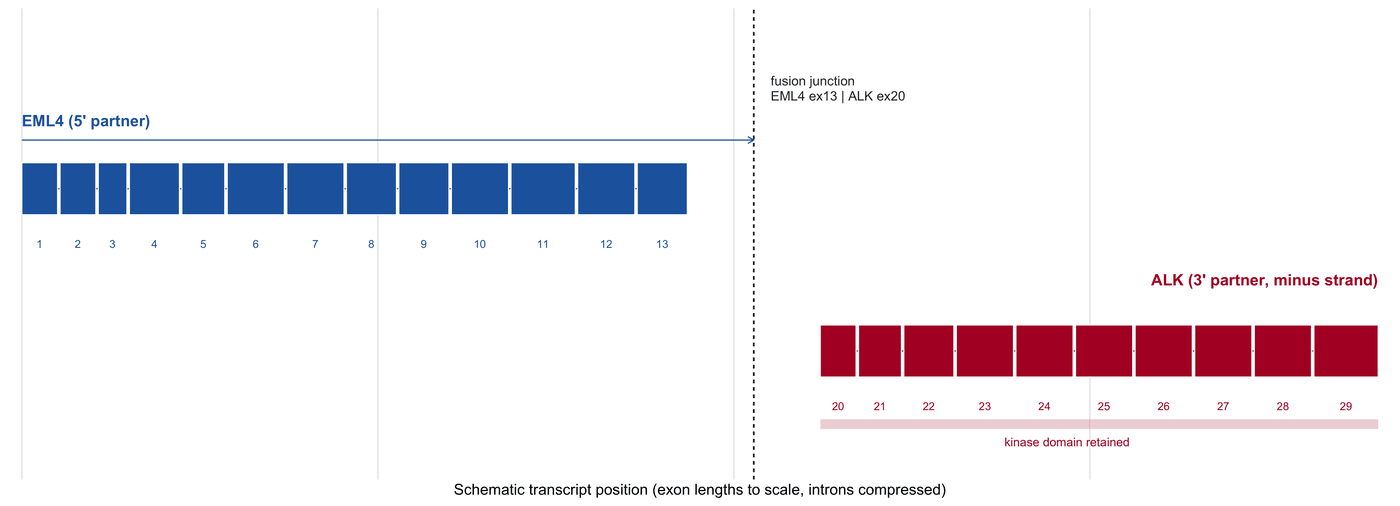 fusion junction
EML4 ex13 | ALK ex20
EML4 (5' partner)
1 2 3 4 5 6 7 8 9 10 11 12 13
ALK (3' partner, minus strand)
20 21 22 23 24 25 26 27 28 29
kinase domain retained
Schematic transcript position (exon lengths to scale, introns compressed)